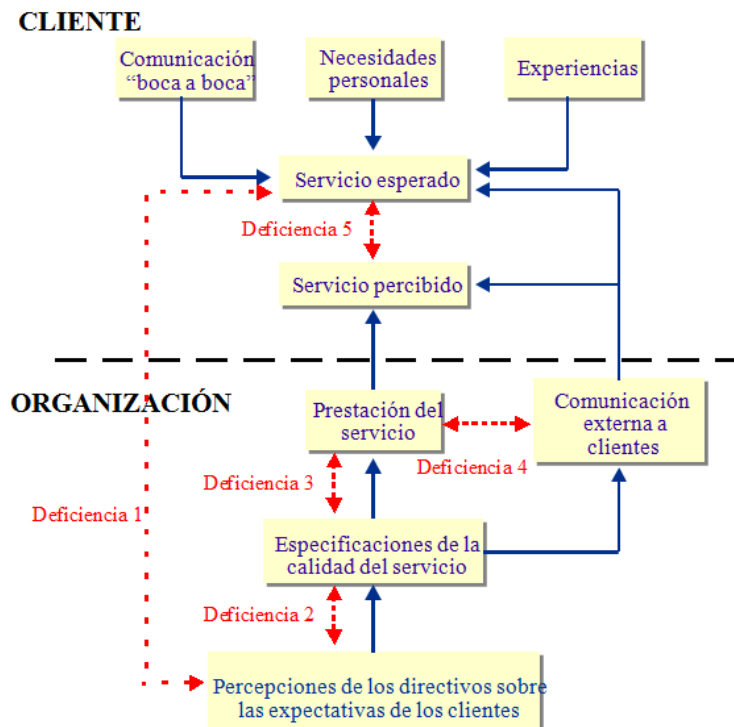 CLIENTE
Comunicación
“boca a boca”
Necesidades
personales
Experiencias
Servicio esperado
Deficiencia 5
Servicio percibido
ORGANIZACIÓN
Prestación del
servicio
Comunicación
externa a
clientes
Deficiencia 4
Deficiencia 3
Deficiencia 1
Especificaciones de la
calidad del servicio
Deficiencia 2
Percepciones de los directivos sobre
las expectativas de los clientes